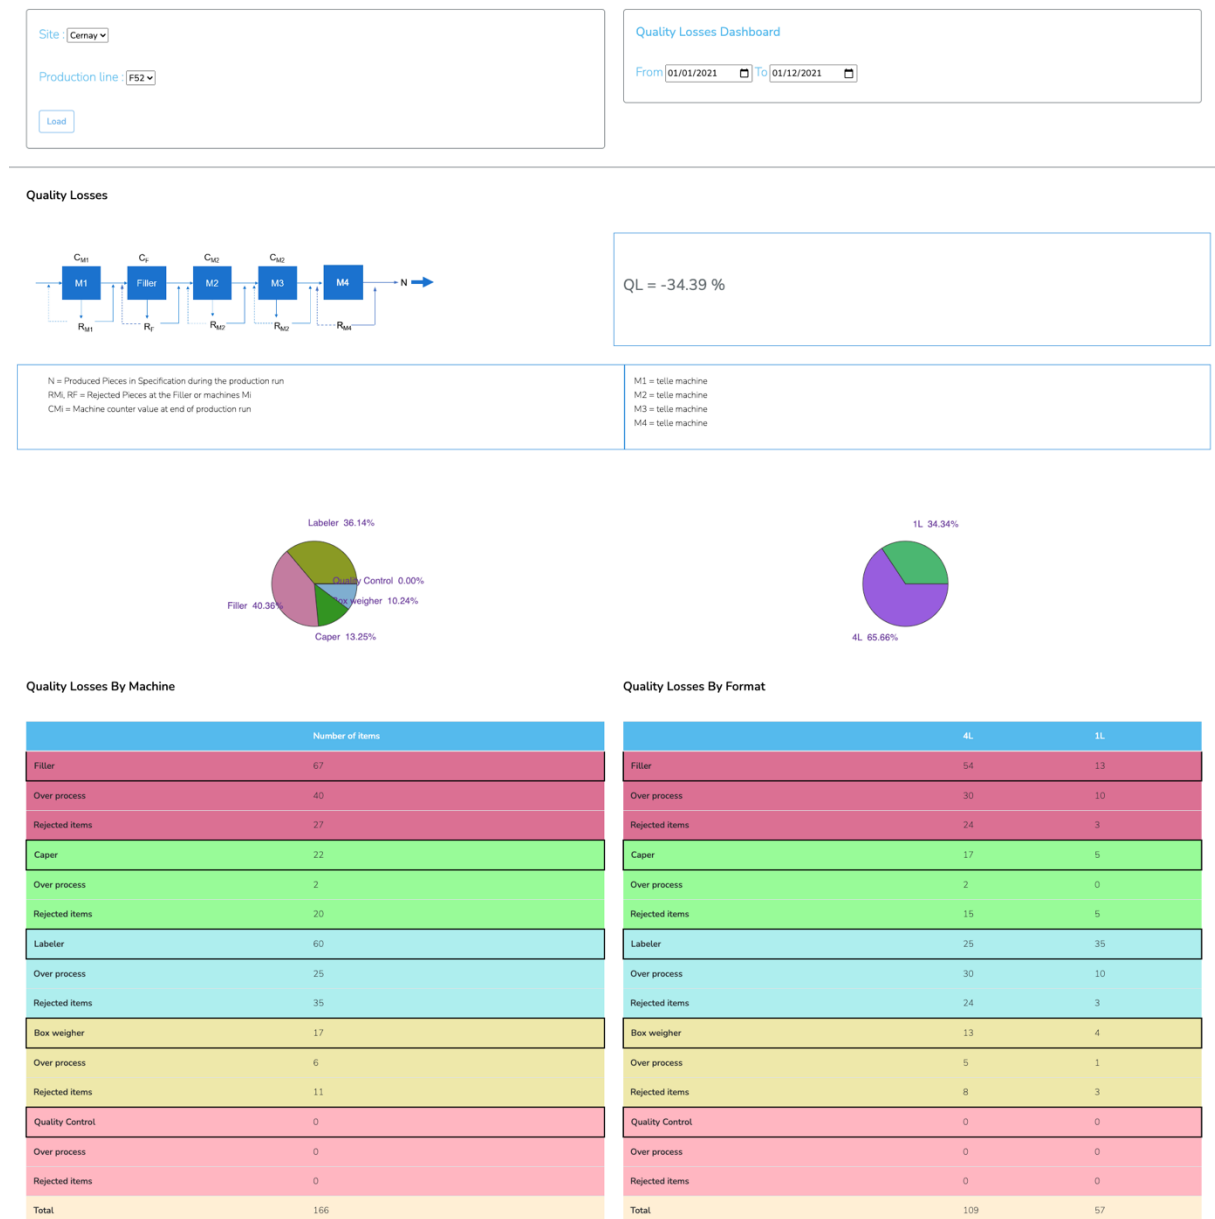 Site : Cernay
Production line : F52
Load
Quality Losses Dashboard
From 01/01/2021 To 01/12/2021
Quality Losses
CM1 CF CM2 CM2
M1 Filler M2 M3 M4 N
RM1 RF RM2 RM2 RM4
QL = -34.39 %
N = Produced Pieces in Specification during the production run
RMi, RF = Rejected Pieces at the Filler or machines Mi
CMi = Machine counter value at end of production run
M1 = telle machine
M2 = telle machine
M3 = telle machine
M4 = telle machine
Labeler 36.14%
Quality Control 0.00%
Box weigher 10.24%
Filler 40.36%
Caper 13.25%
1L 34.34%
4L 65.66%
Quality Losses By Machine
Number of items
Filler 67
Over process 40
Rejected items 27
Caper 22
Over process 2
Rejected items 20
Labeler 60
Over process 25
Rejected items 35
Box weigher 17
Over process 6
Rejected items 11
Quality Control 0
Over process 0
Rejected items 0
Total 166
Quality Losses By Format
4L 1L
Filler 54 13
Over process 30 10
Rejected items 24 3
Caper 17 5
Over process 2 0
Rejected items 15 5
Labeler 25 35
Over process 30 10
Rejected items 24 3
Box weigher 13 4
Over process 5 1
Rejected items 8 3
Quality Control 0 0
Over process 0 0
Rejected items 0 0
Total 109 57